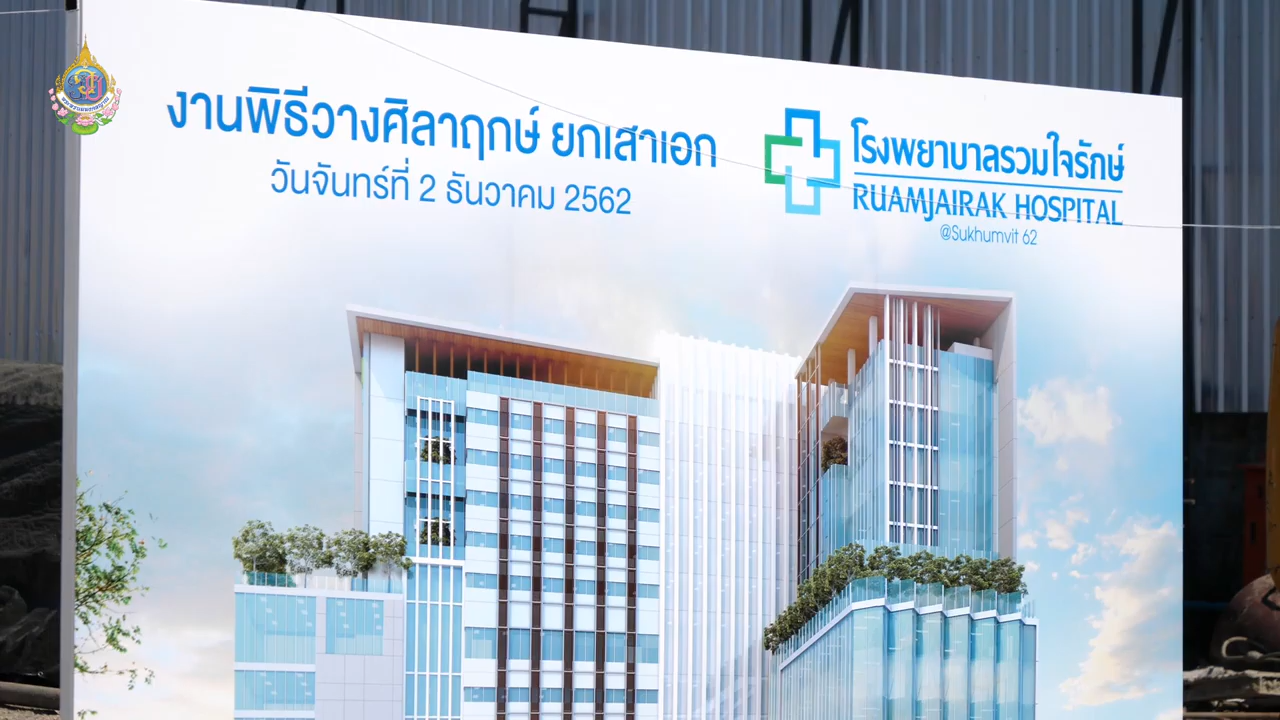 งานพิธีวางศิลาฤกษ์ ยกเสาเอก
วันจันทร์ที่ 2 ธันวาคม 2562
โรงพยาบาลรวมใจรักษ์
RUAMJAIRAK HOSPITAL
@Sukhumvit 62